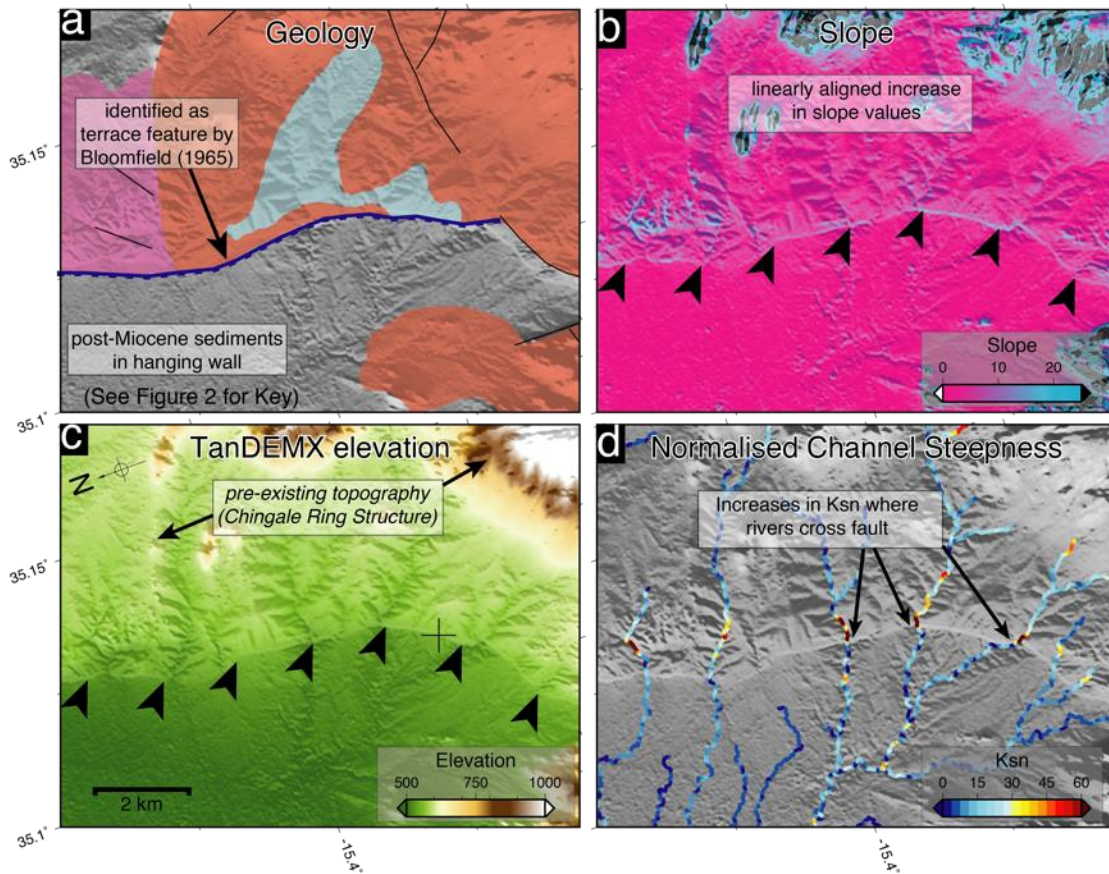 a
Geology
identified as
terrace feature by
Bloomfield (1965)
post-Miocene sediments
in hanging wall
(See Figure 2 for Key)
35.15°
35.1°
b
Slope
linearly aligned increase
in slope values
Slope
0 10 20
c
TanDEMX elevation
N
pre-existing topography
(Chingale Ring Structure)
35.15°
35.1°
2 km
Elevation
500 750 1000
-15.4°
d
Normalised Channel Steepness
Increases in Ksn where
rivers cross fault
Ksn
0 15 30 45 60
-15.4°